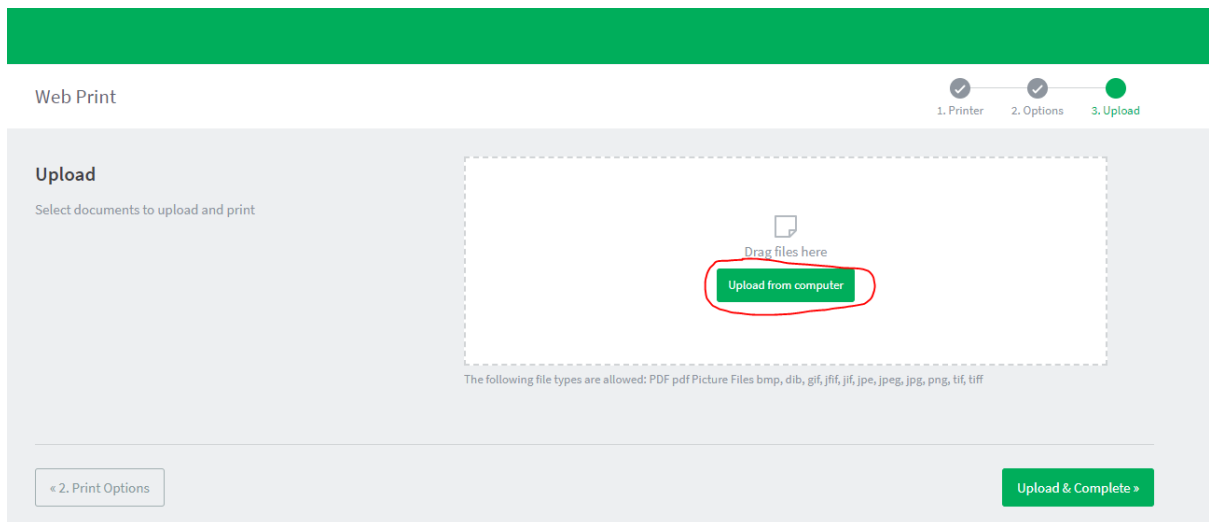 Web Print
1. Printer
2. Options
3. Upload
Upload
Select documents to upload and print
Drag files here
Upload from computer
The following file types are allowed: PDF pdf Picture Files bmp, dib, gif, jfif, jif, jpe, jpeg, jpg, png, tif, tiff
« 2. Print Options
Upload & Complete »